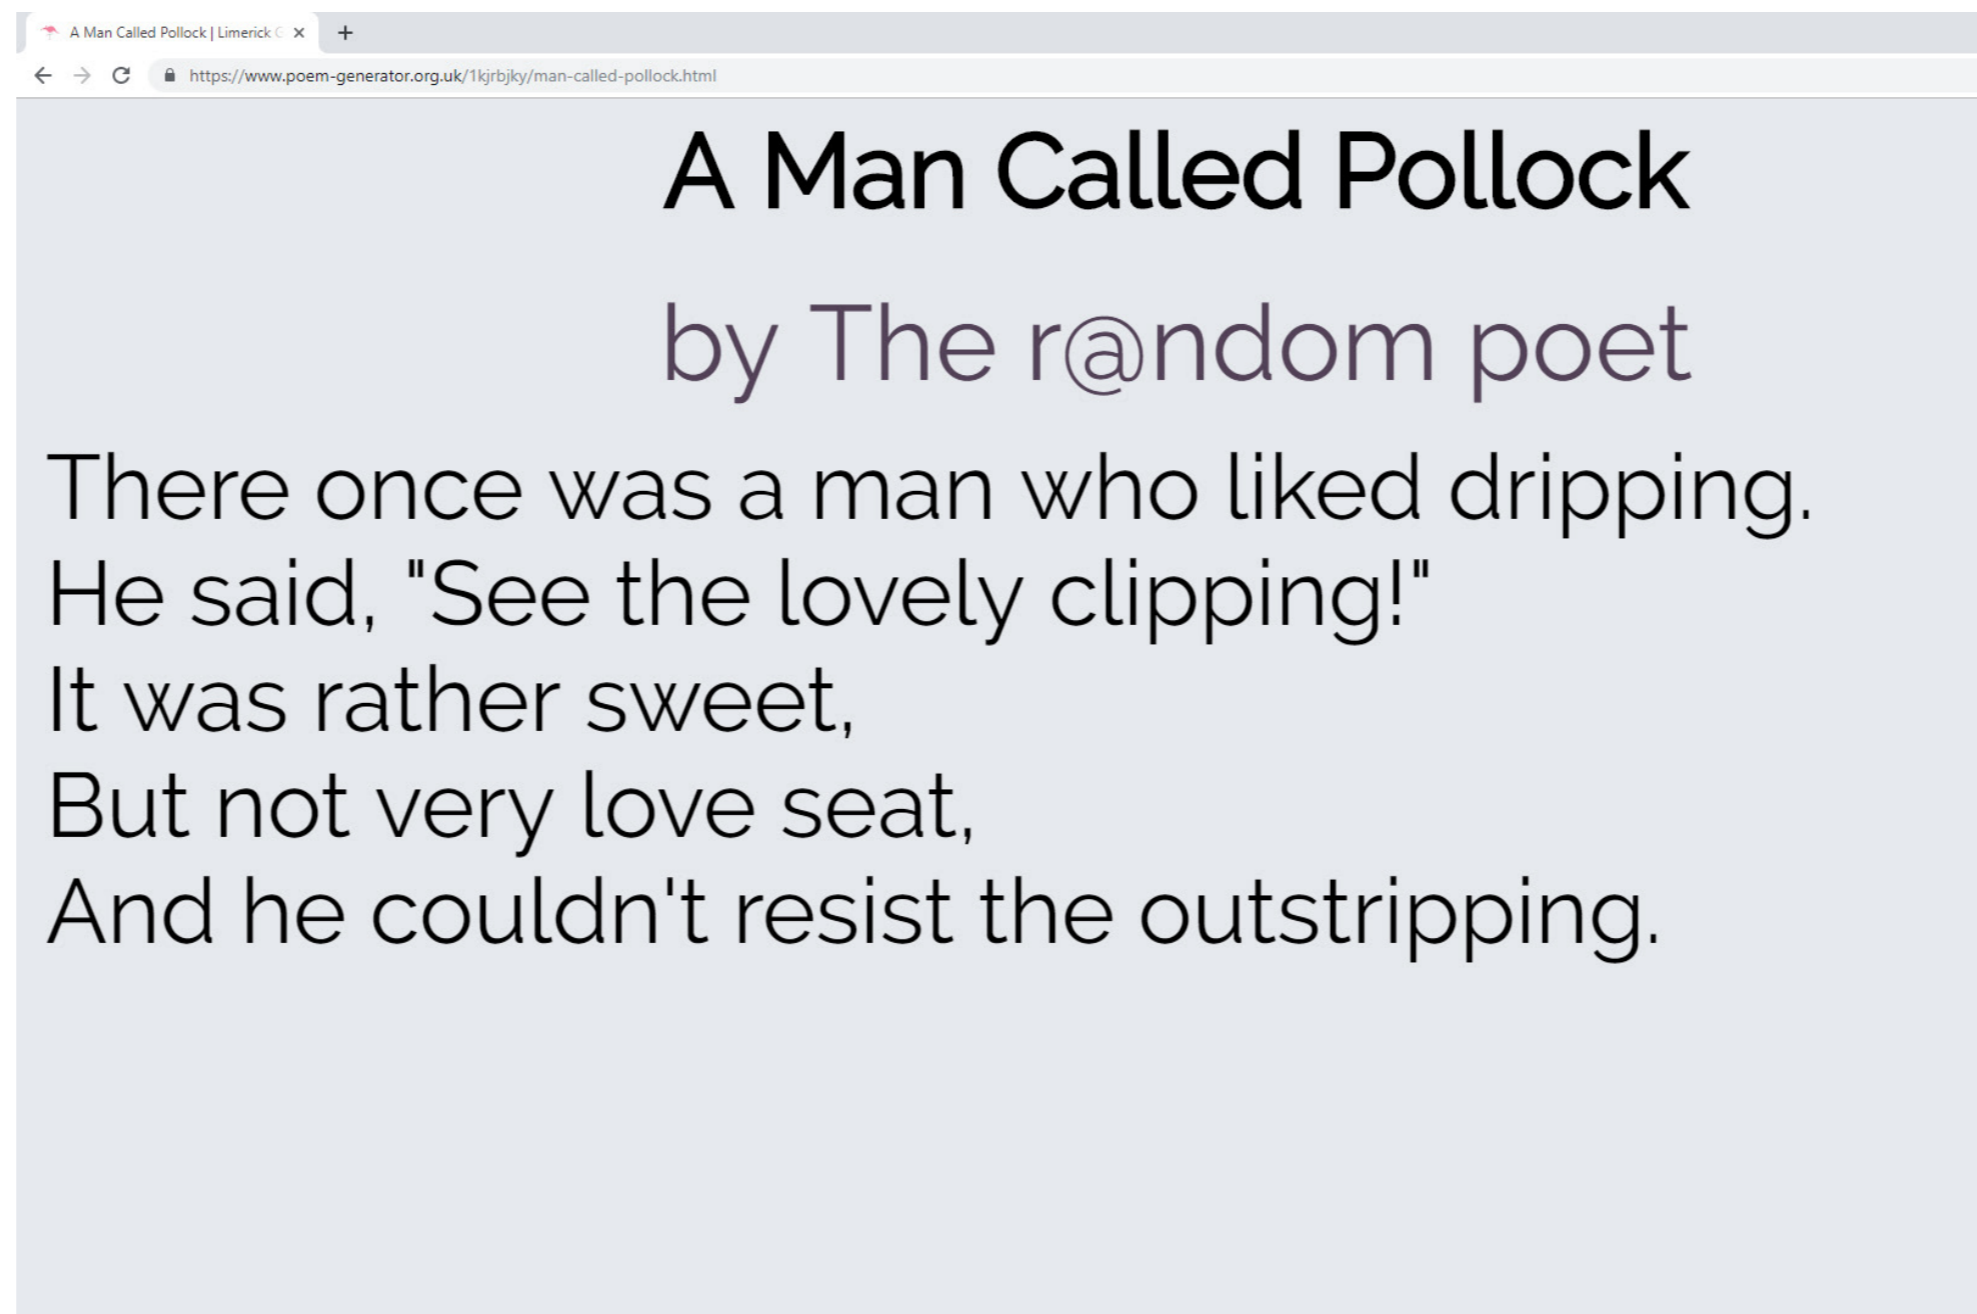 A Man Called Pollock | Limerick G
https://www.poem-generator.org.uk/1kjrbjky/man-called-pollock.html
A Man Called Pollock
by The r@ndom poet
There once was a man who liked dripping.
He said, "See the lovely clipping!"
It was rather sweet,
But not very love seat,
And he couldn't resist the outstripping.